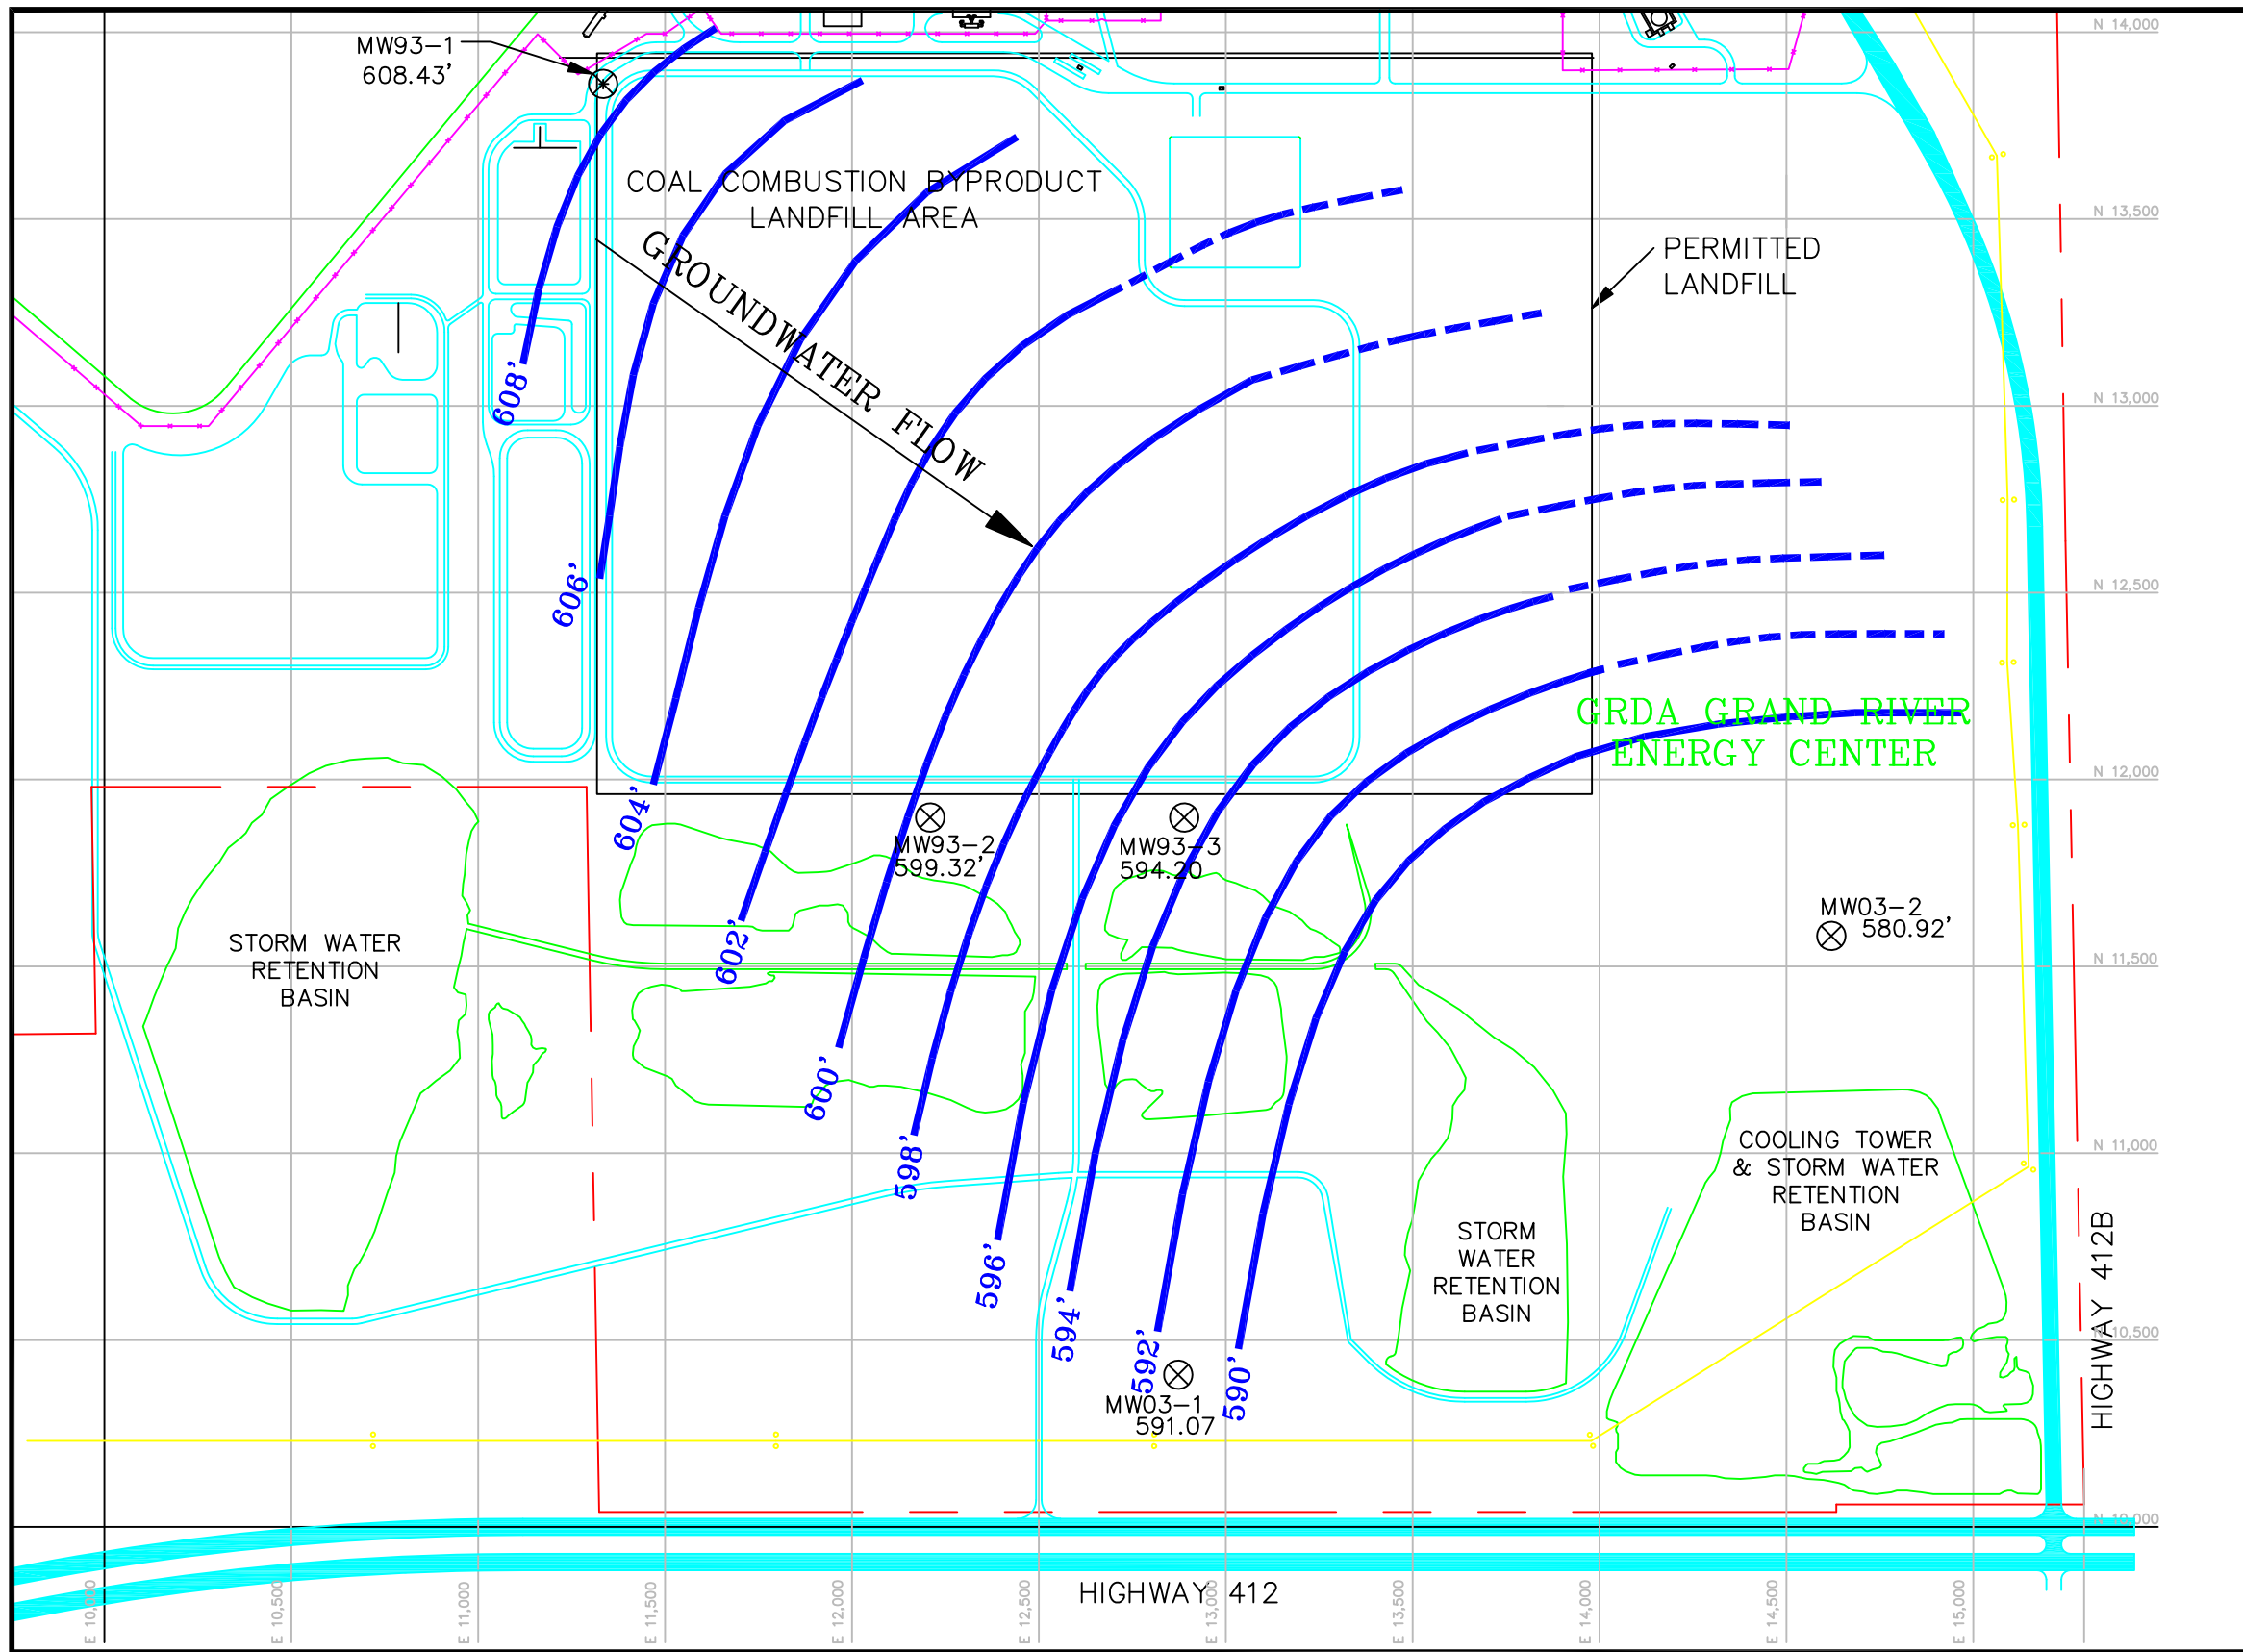 N 14,000
MW93-1
608.43'
COAL COMBUSTION BYPRODUCT
LANDFILL AREA
N 13,500
GROUNDWATER FLOW
PERMITTED
LANDFILL
608'
N 13,000
606'
N 12,500
GRDA GRAND RIVER
ENERGY CENTER
604'
N 12,000
MW93-2
599.32'
MW93-3
594.20
MW03-2
580.92'
602'
STORM WATER
RETENTION
BASIN
N 11,500
600'
598'
N 11,000
COOLING TOWER
& STORM WATER
RETENTION
BASIN
596'
STORM
WATER
RETENTION
BASIN
594'
592'
590'
N 10,500
HIGHWAY 412B
MW03-1
591.07
N 10,000
HIGHWAY 412
E 10,000
E 10,500
E 11,000
E 11,500
E 12,000
E 12,500
E 13,000
E 13,500
E 14,000
E 14,500
E 15,000